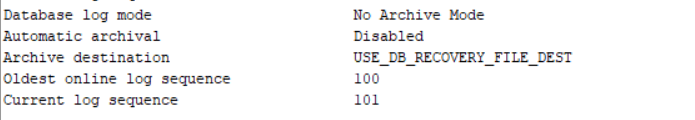 Database log mode No Archive Mode
Automatic archival Disabled
Archive destination USE_DB_RECOVERY_FILE_DEST
Oldest online log sequence 100
Current log sequence 101